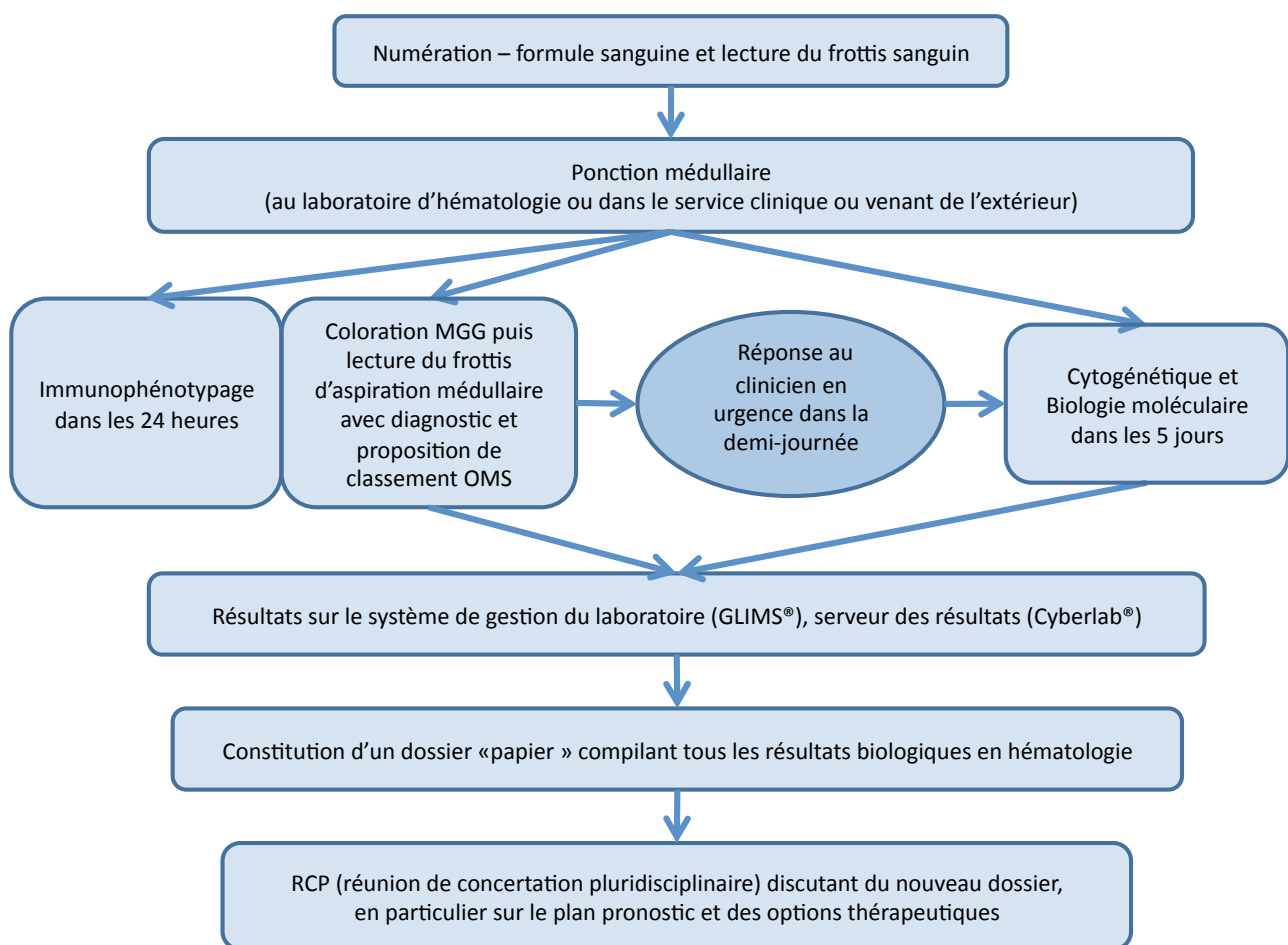 Numération – formule sanguine et lecture du frottis sanguin
Ponction médullaire
(au laboratoire d’hématologie ou dans le service clinique ou venant de l’extérieur)
Immunophénotypage
dans les 24 heures
Coloration MGG puis
lecture du frottis
d’aspiration médullaire
avec diagnostic et
proposition de
classement OMS
Réponse au
clinicien en
urgence dans la
demi-journée
Cytogénétique et
Biologie moléculaire
dans les 5 jours
Résultats sur le système de gestion du laboratoire (GLIMS®), serveur des résultats (Cyberlab®)
Constitution d’un dossier «papier » compilant tous les résultats biologiques en hématologie
RCP (réunion de concertation pluridisciplinaire) discutant du nouveau dossier,
en particulier sur le plan pronostic et des options thérapeutiques